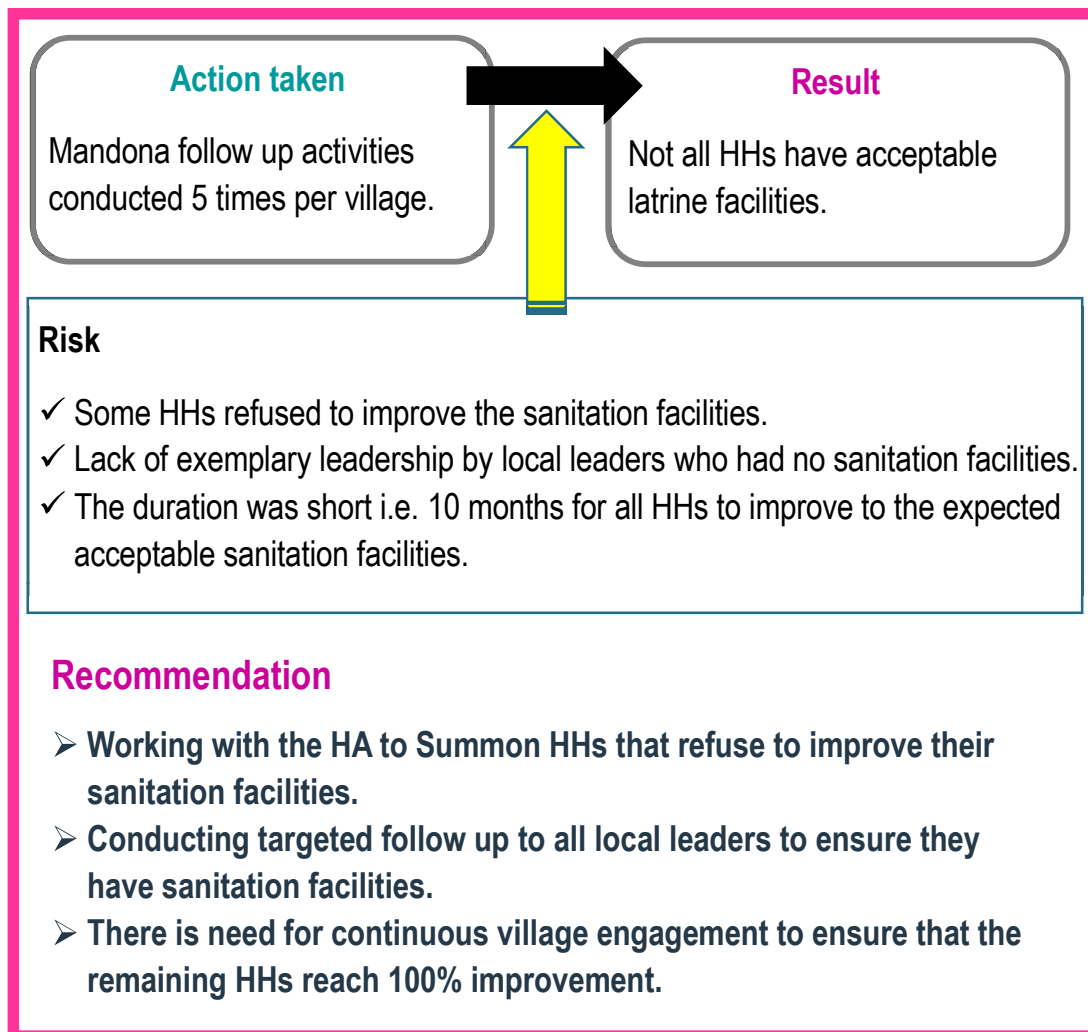 Action taken
Mandona follow up activities
conducted 5 times per village.
Result
Not all HHs have acceptable
latrine facilities.
Risk
✓ Some HHs refused to improve the sanitation facilities.
✓ Lack of exemplary leadership by local leaders who had no sanitation facilities.
✓ The duration was short i.e. 10 months for all HHs to improve to the expected
acceptable sanitation facilities.
Recommendation
➢ Working with the HA to Summon HHs that refuse to improve their
sanitation facilities.
➢ Conducting targeted follow up to all local leaders to ensure they
have sanitation facilities.
➢ There is need for continuous village engagement to ensure that the
remaining HHs reach 100% improvement.